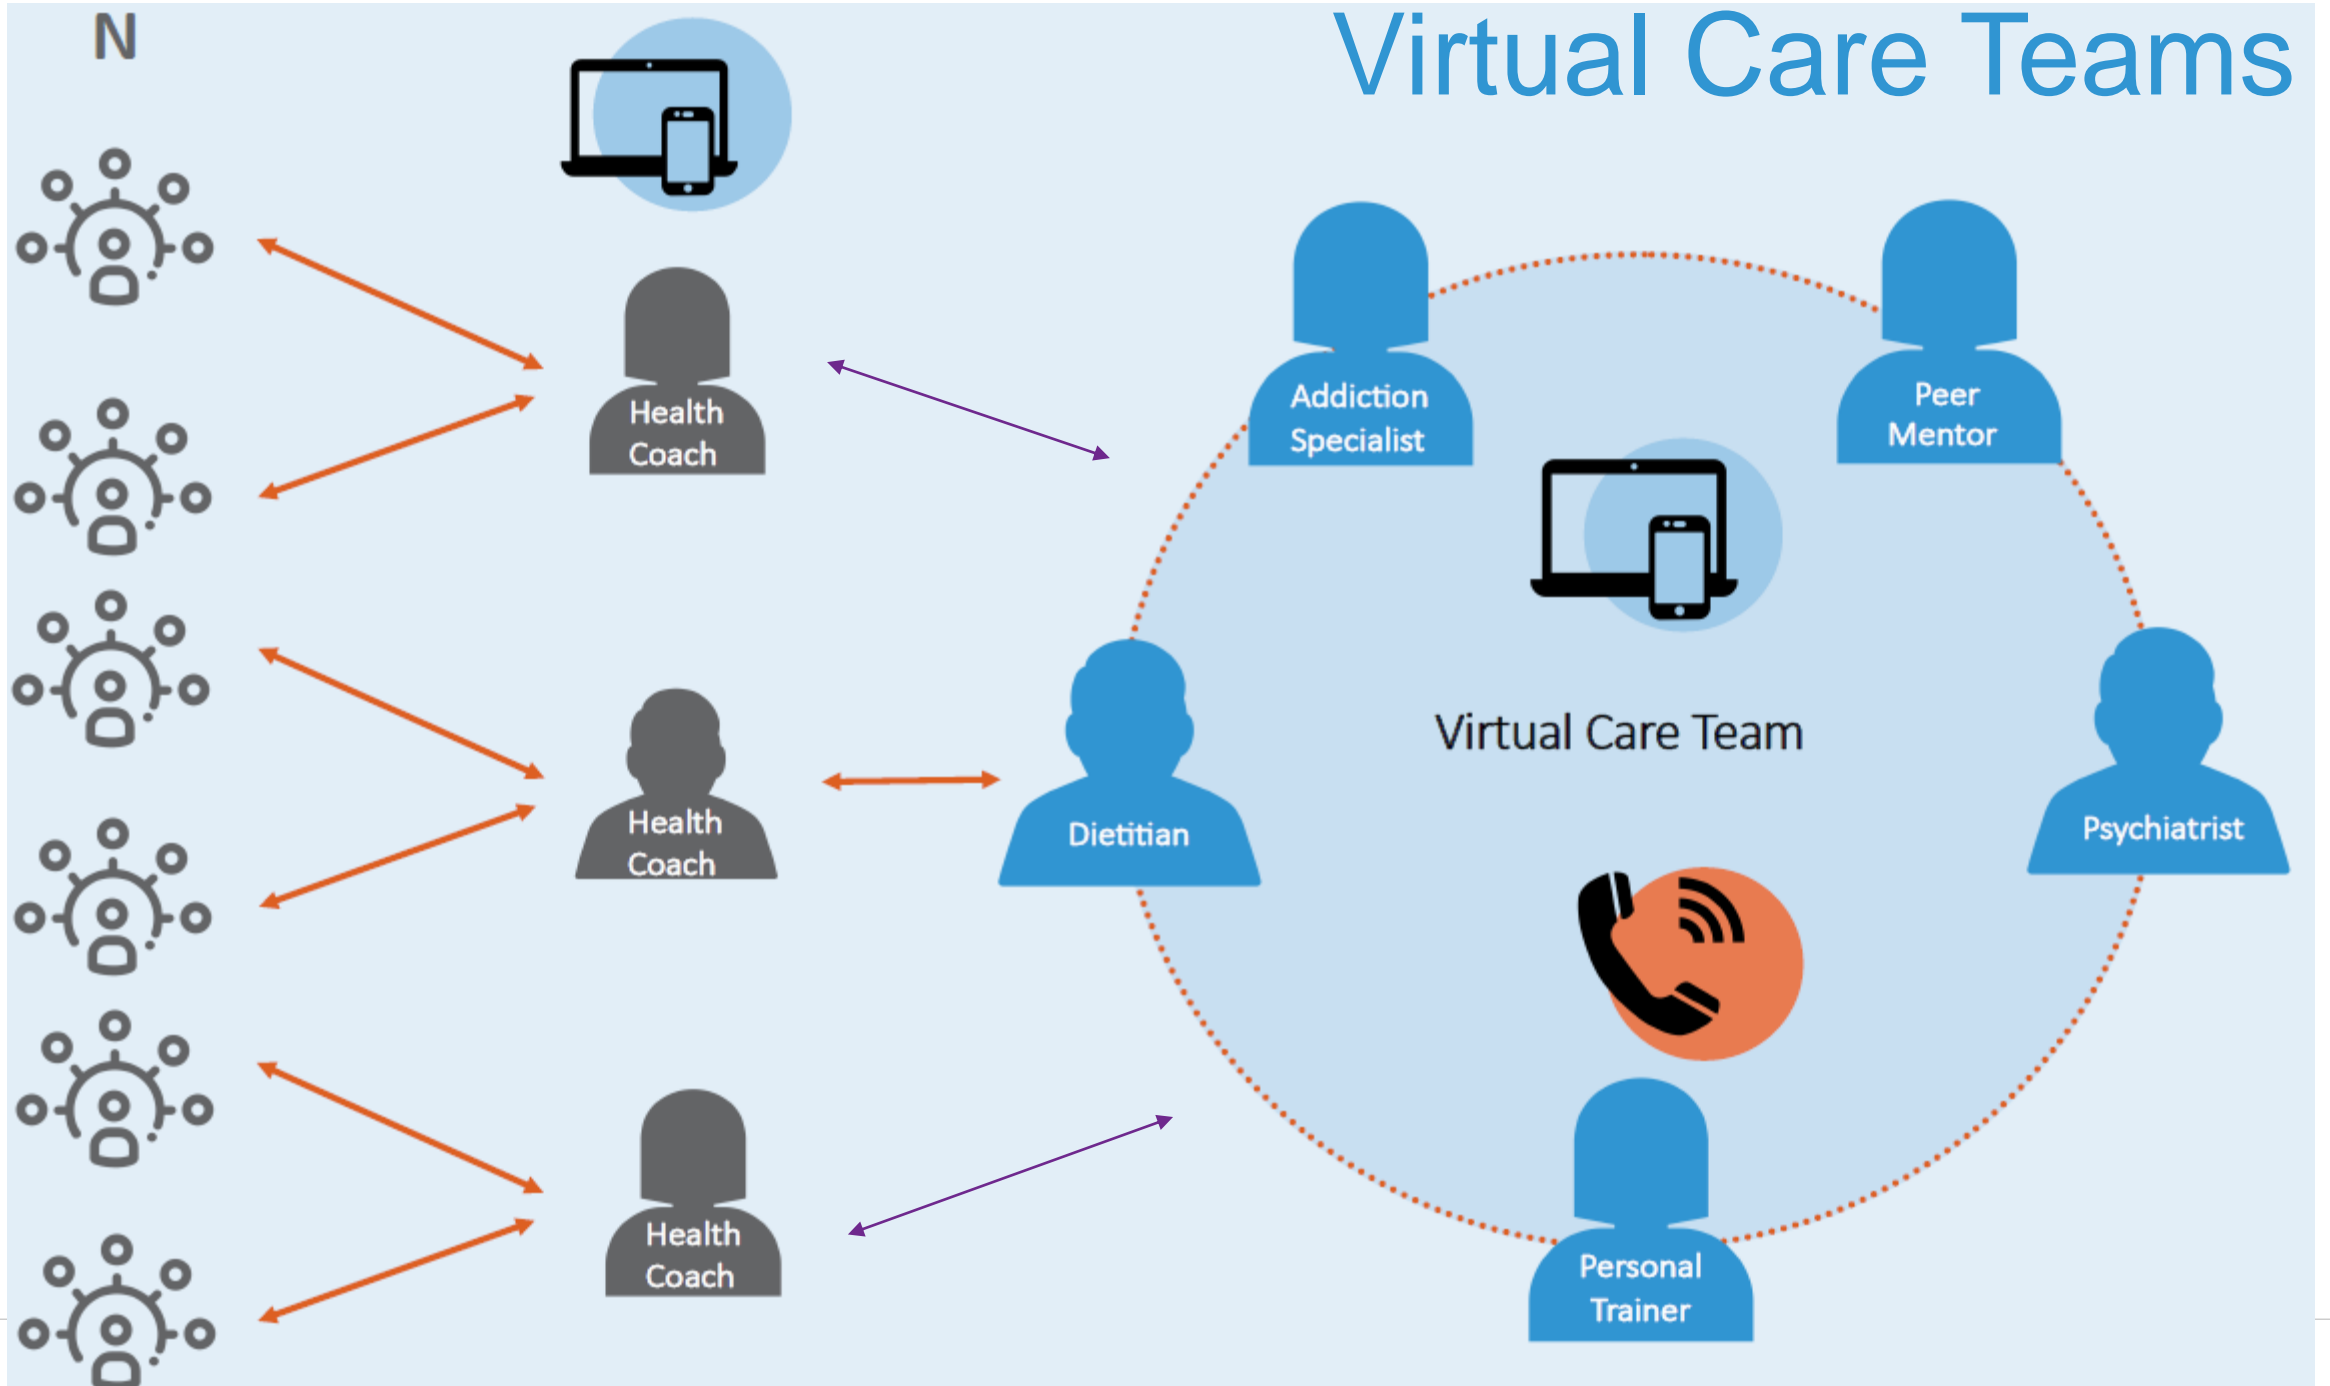 N
Virtual Care Teams
Health
Coach
Addiction
Specialist
Peer
Mentor
Virtual Care Team
Health
Coach
Dietitian
Psychiatrist
Health
Coach
Personal
Trainer